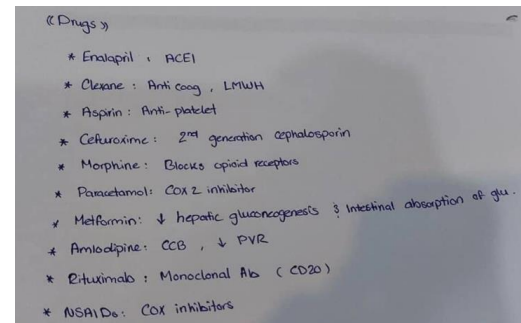 « Drugs »
* Enalapril : ACEI
* Clexane : Anti coag , LMWH
* Aspirin : Anti-platelet
* Cefuroxime : 2nd generation cephalosporin
* Morphine : Blocks opioid receptors
* Paracetamol : COX 2 inhibitor
* Metformin : ↓ hepatic gluconeogenesis & Intestinal absorption of glu.
* Amlodipine : CCB , ↓ PVR
* Rituximab : Monoclonal Ab ( CD20 )
* NSAIDs : COX inhibitors